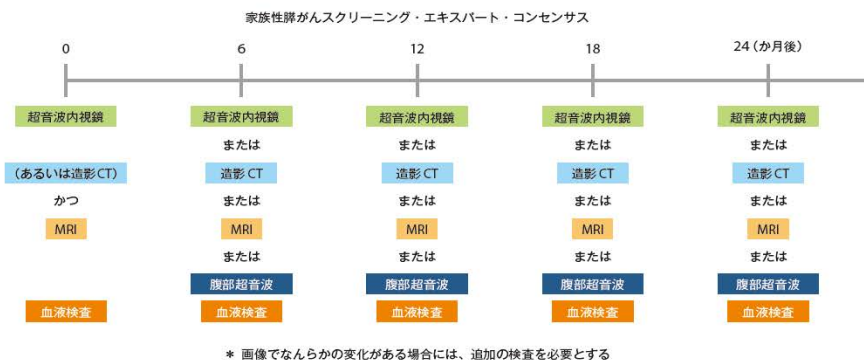 家族性膵がんスクリーニング・エキスパート・コンセンサス
0 6 12 18 24(か月後)
超音波内視鏡 超音波内視鏡 超音波内視鏡 超音波内視鏡 超音波内視鏡
または または または または
(あるいは造影CT) 造影CT 造影CT 造影CT 造影CT
かつ または または または または
MRI MRI MRI MRI MRI
または または または または
腹部超音波 腹部超音波 腹部超音波 腹部超音波
血液検査 血液検査 血液検査 血液検査 血液検査
* 画像でなんらかの変化がある場合には、追加の検査を必要とする